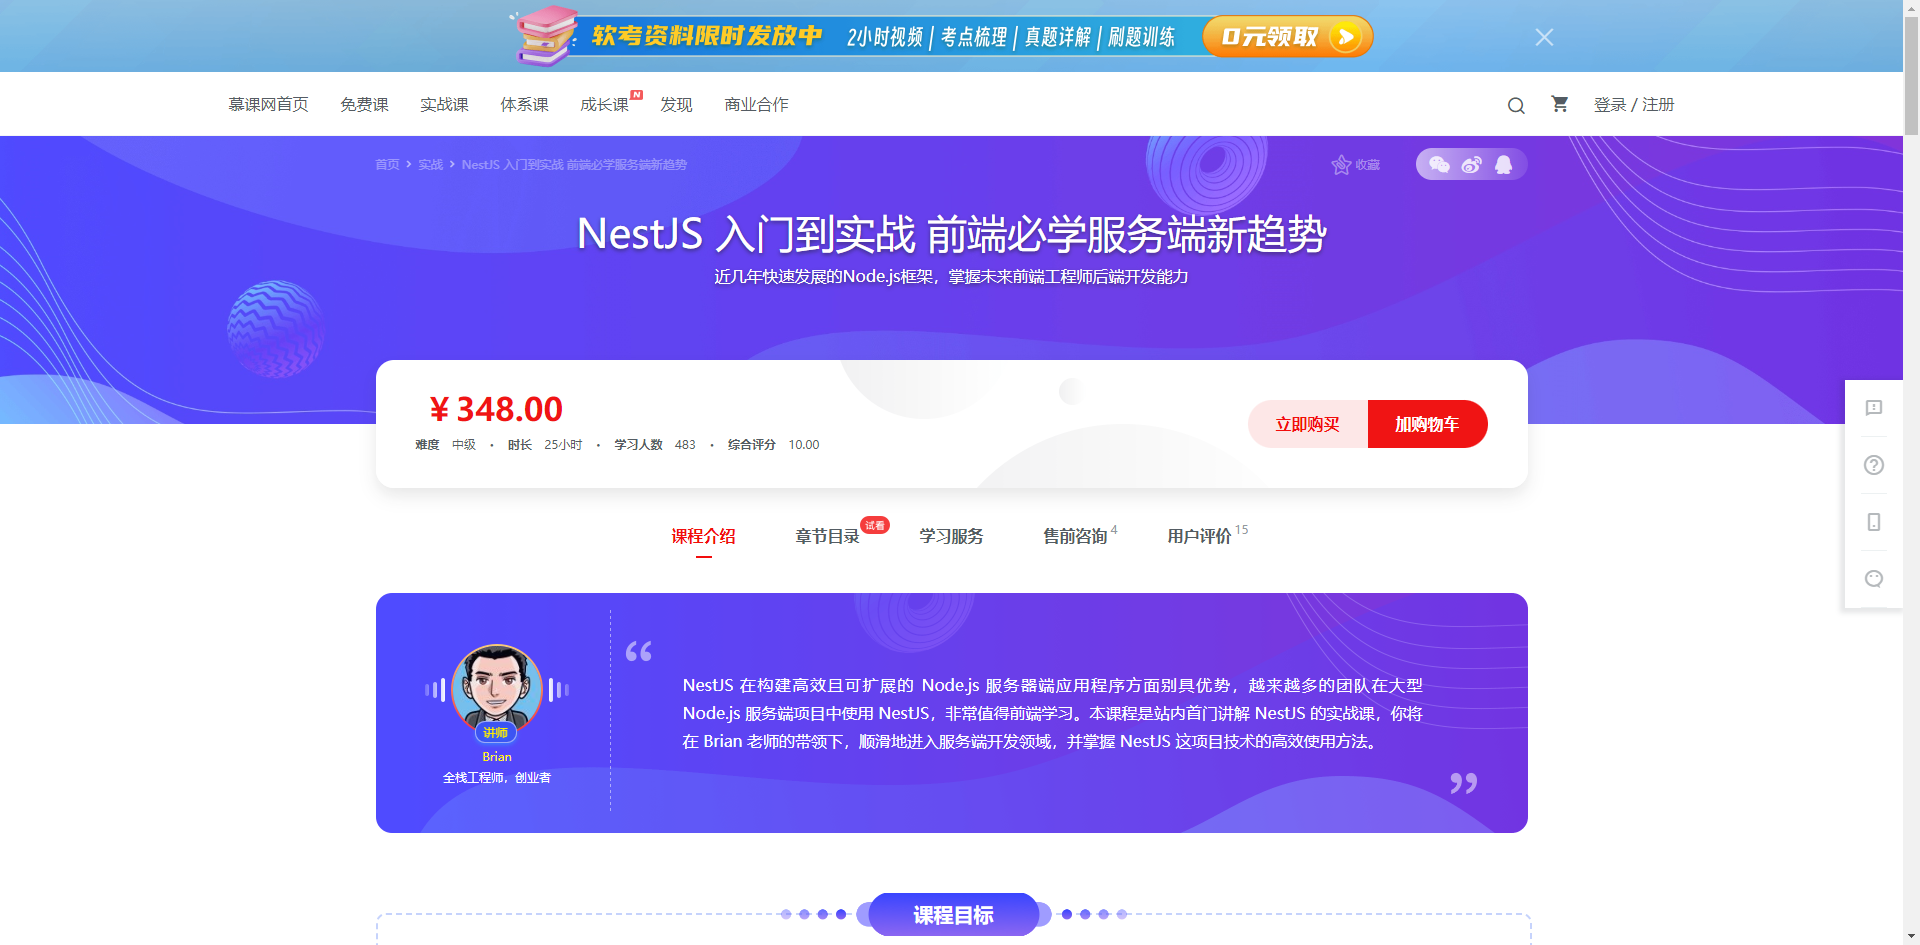 软考资料限时发放中 2小时视频 | 考点梳理 | 真题详解 | 刷题训练 0元领取
慕课网首页 免费课 实战课 体系课 成长课 N 发现 商业合作 登录 / 注册
首页 > 实战 > NestJS 入门到实战 前端必学服务端新趋势 收藏
NestJS 入门到实战 前端必学服务端新趋势
近几年快速发展的Node.js框架，掌握未来前端工程师后端开发能力
¥ 348.00
难度 中级 · 时长 25小时 · 学习人数 483 · 综合评分 10.00
立即购买 加购物车
课程介绍 章节目录 试看 学习服务 售前咨询 4 用户评价 15
讲师
Brian
全栈工程师，创业者
“
NestJS 在构建高效且可扩展的 Node.js 服务器端应用程序方面别具优势，越来越多的团队在大型
Node.js 服务端项目中使用 NestJS，非常值得前端学习。本课程是站内首门讲解 NestJS 的实战课，你将
在 Brian 老师的带领下，顺滑地进入服务端开发领域，并掌握 NestJS 这项目技术的高效使用方法。
”
课程目标